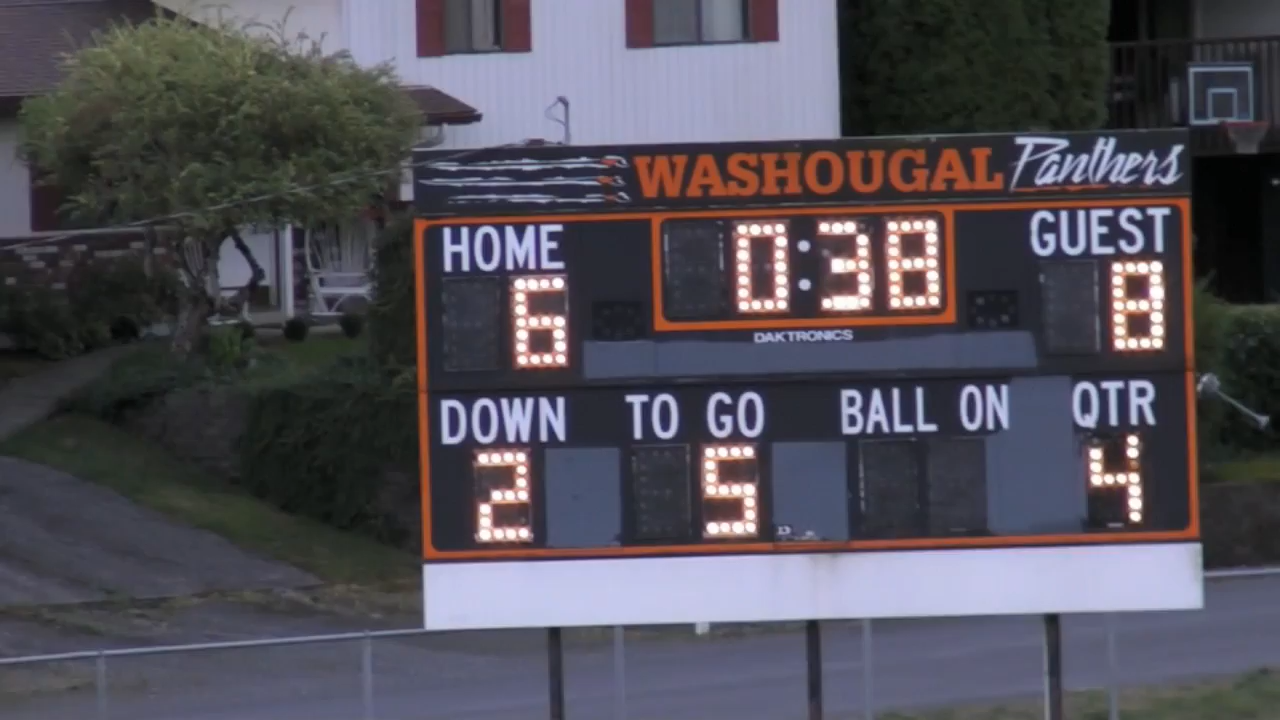 WASHOUGAL Panthers
HOME 0:38 GUEST
6 8
DAKTRONICS
DOWN TO GO BALL ON QTR
2 5 4